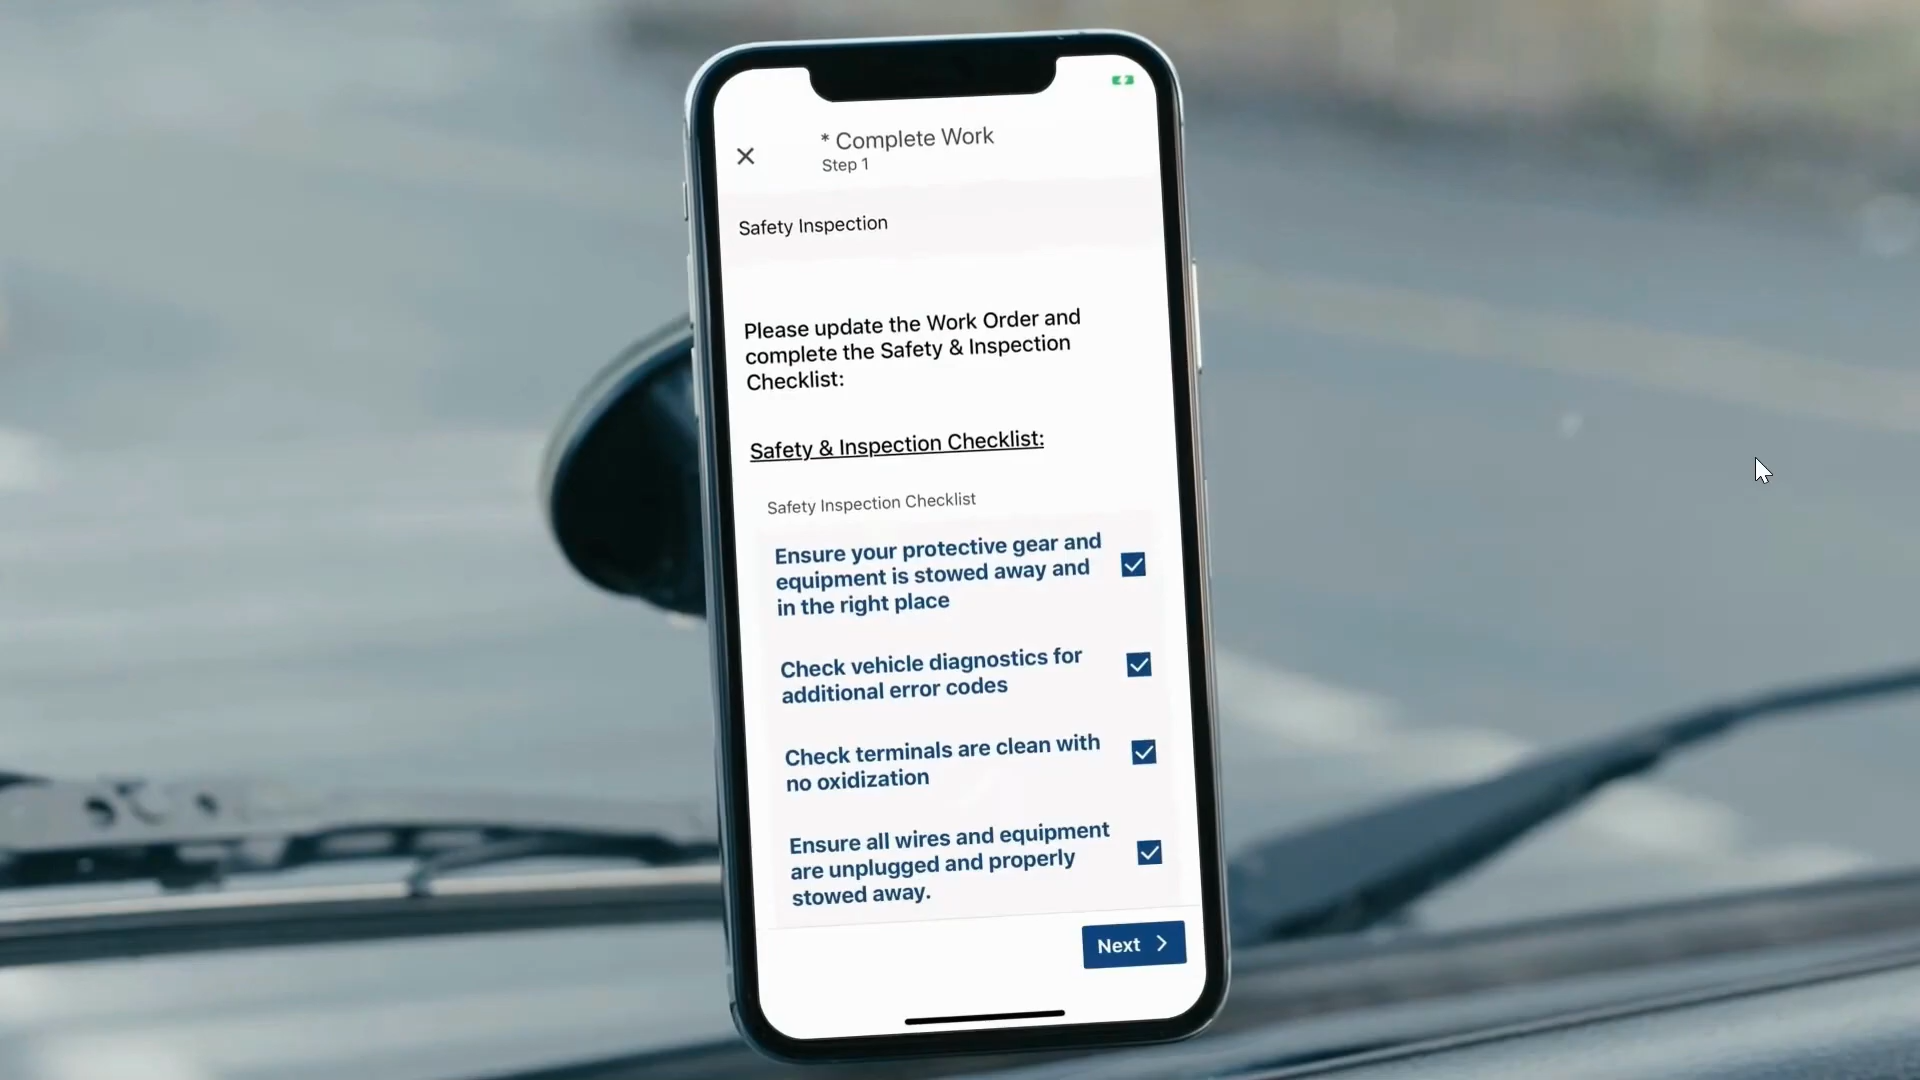 * Complete Work
Step 1
Safety Inspection
Please update the Work Order and
complete the Safety & Inspection
Checklist:
Safety & Inspection Checklist:
Safety Inspection Checklist
Ensure your protective gear and
equipment is stowed away and
in the right place
Check vehicle diagnostics for
additional error codes
Check terminals are clean with
no oxidization
Ensure all wires and equipment
are unplugged and properly
stowed away.
Next